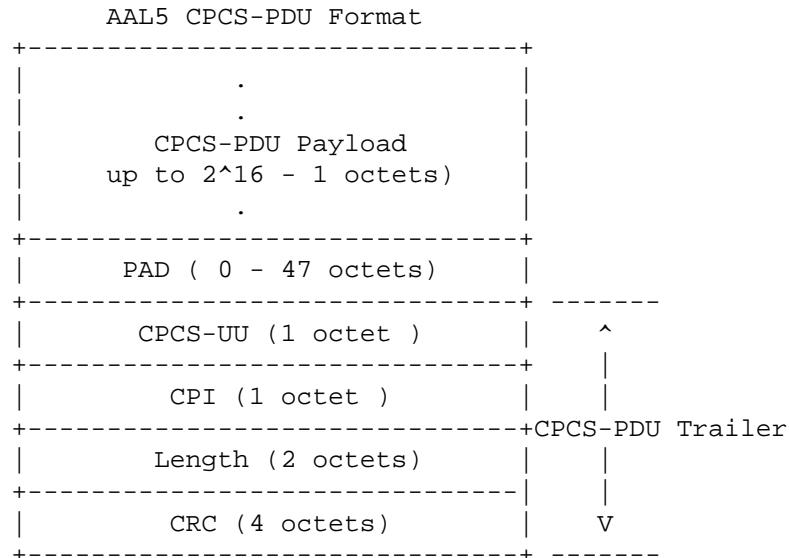 AAL5 CPCS-PDU Format
+-------------------------------+
|               .               |
|               .               |
|        CPCS-PDU Payload       |
|     up to 2^16 - 1 octets)    |
|               .               |
+-------------------------------+
|      PAD ( 0 - 47 octets)     |
+-------------------------------+ -------
|       CPCS-UU (1 octet )      |    ^
+-------------------------------+    |
|         CPI (1 octet )        |    |
+-------------------------------+CPCS-PDU Trailer
|        Length (2 octets)      |    |
+-------------------------------|    |
|         CRC (4 octets)        |    V
+-------------------------------+ -------